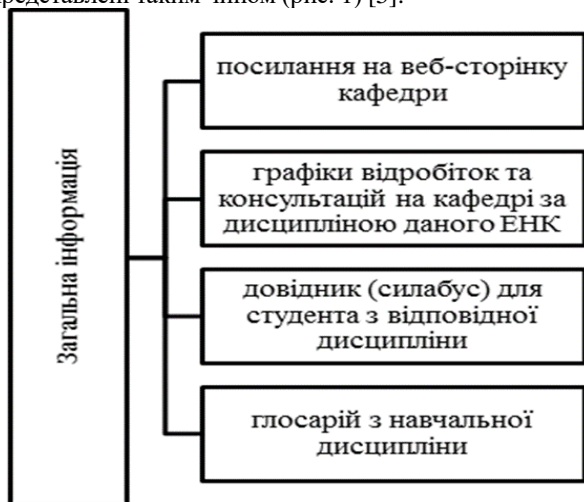 представлені таким чином (рис. 1) [5]:
Загальна інформація
посилання на веб-сторінку
кафедри
графіки відробіток та
консультацій на кафедрі за
дисципліною даного ЕНК
довідник (силабус) для
студента з відповідної
дисципліни
глосарій з навчальної
дисципліни